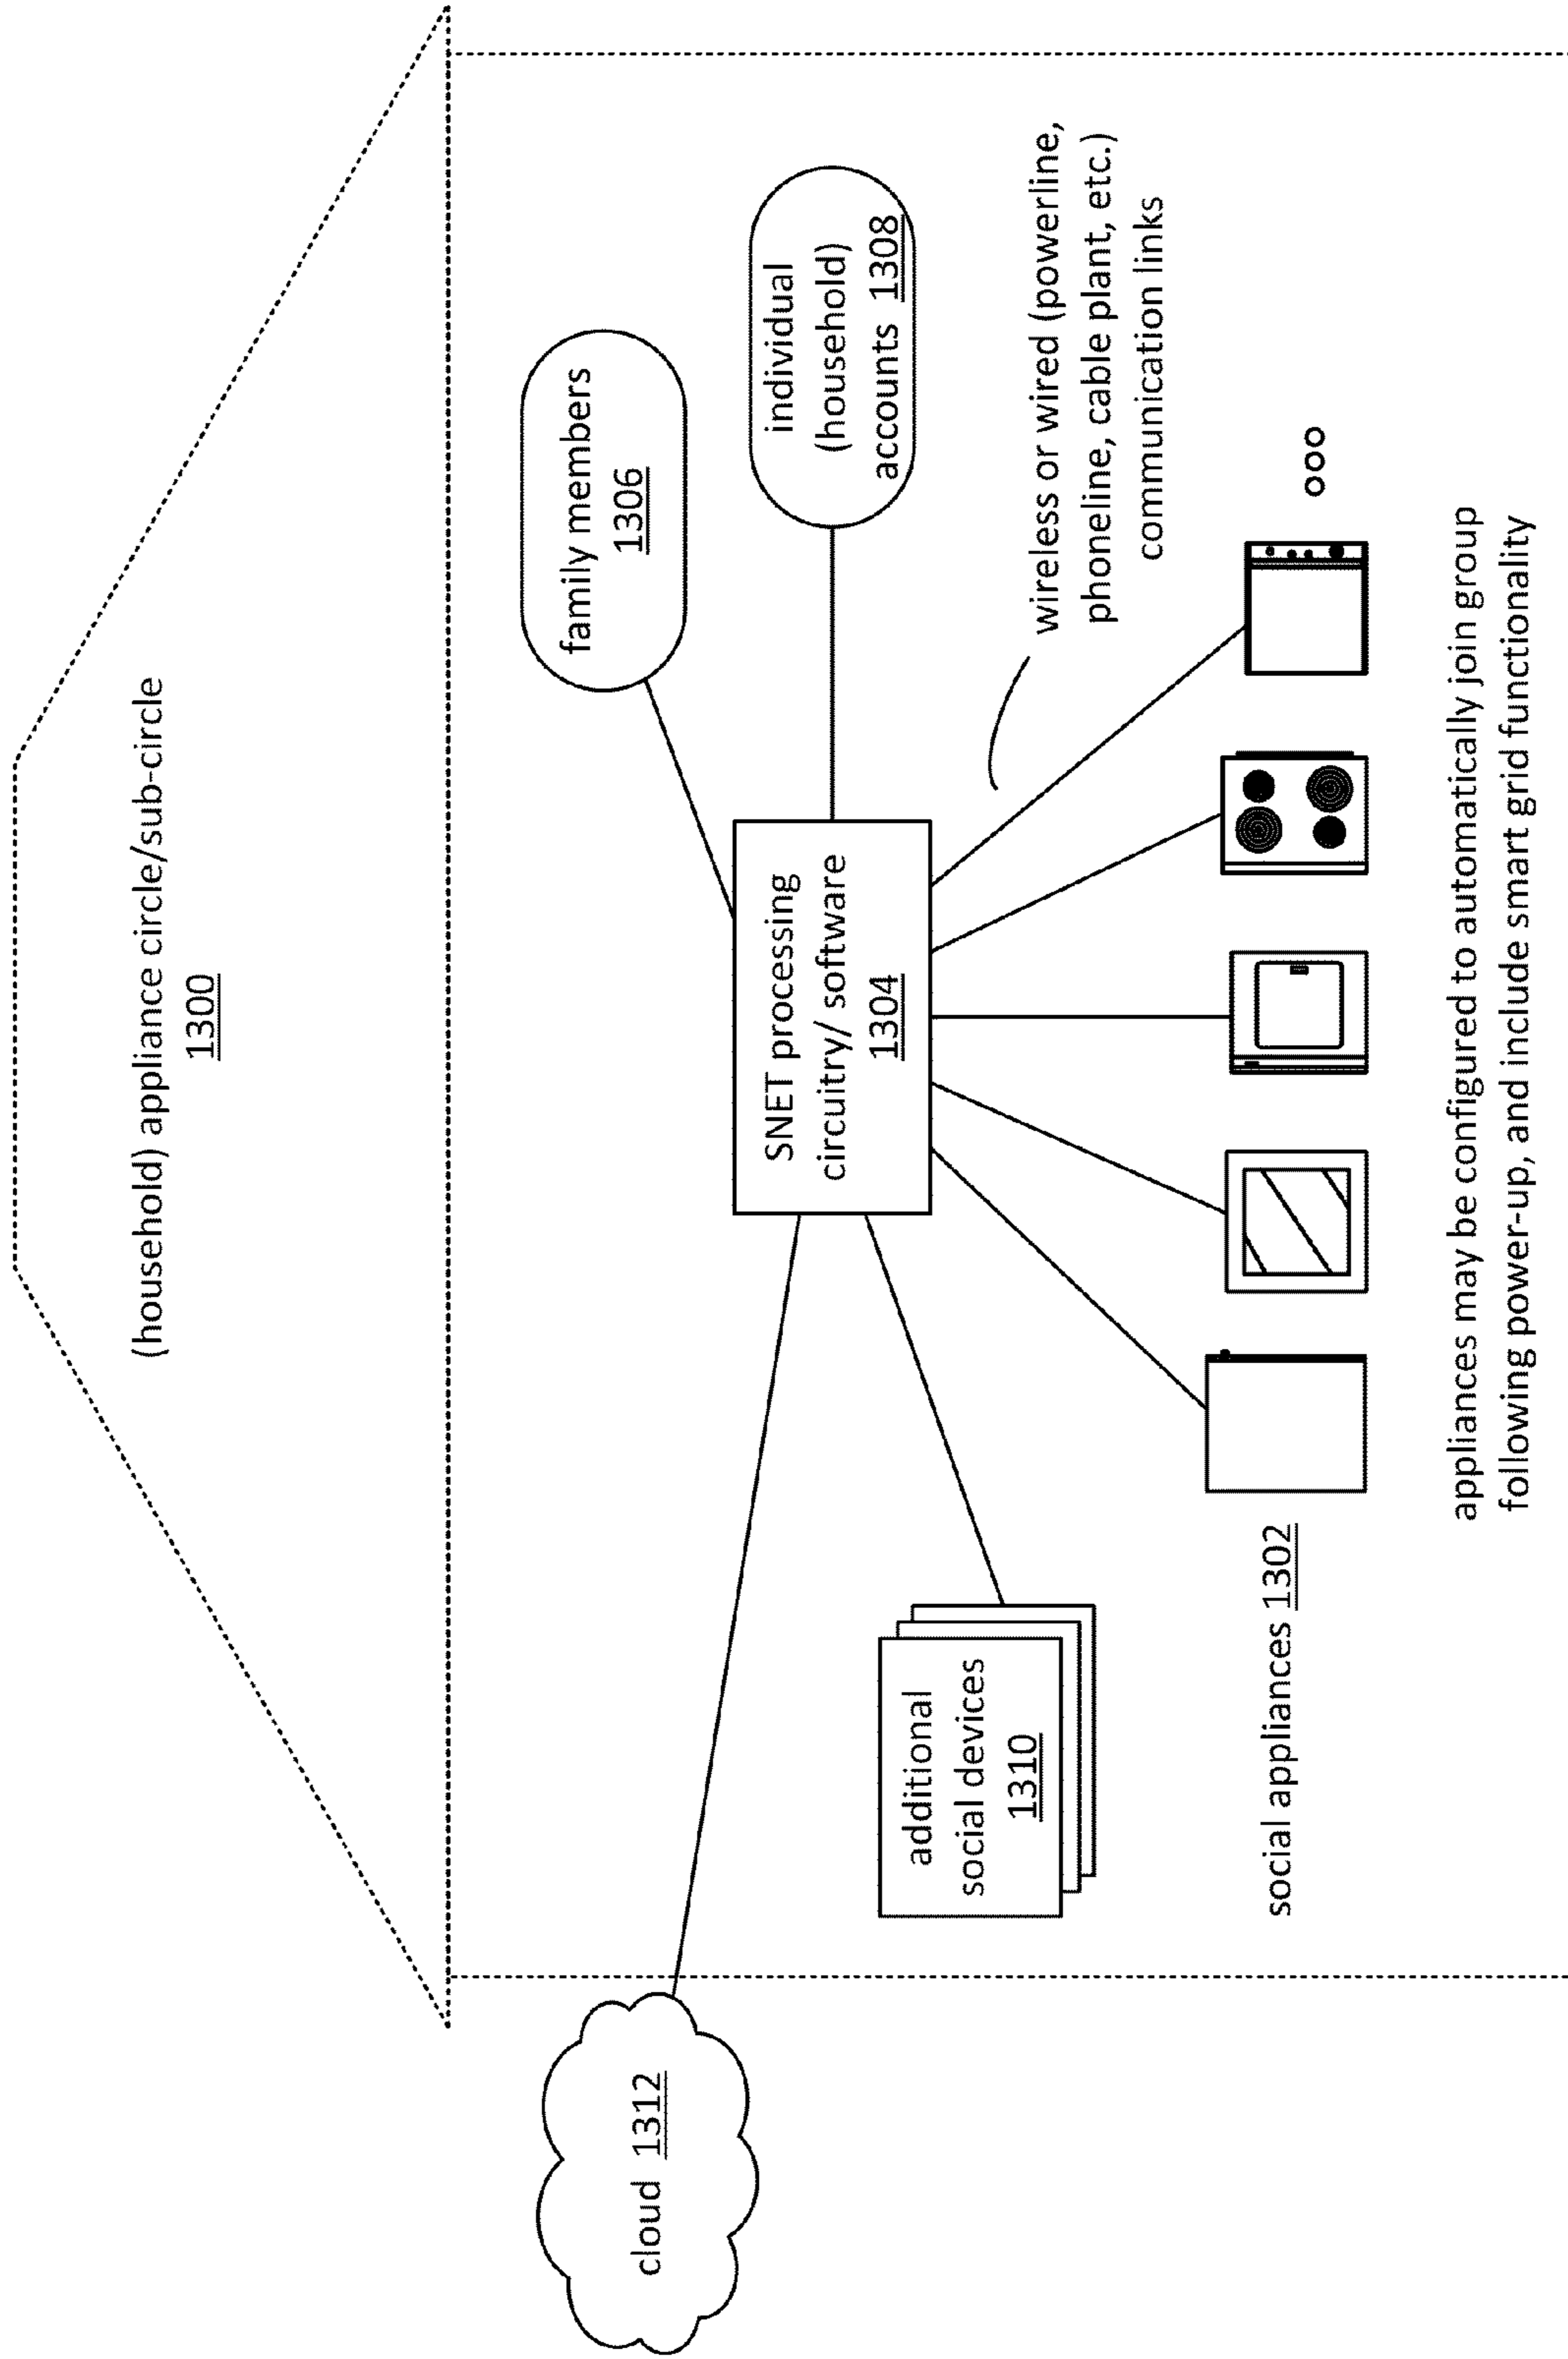 (household) appliance circle/sub-circle
1300
family members
1306
cloud 1312
SNET processing
circuitry/ software
1304
individual
(household)
accounts 1308
additional
social devices
1310
wireless or wired (powerline,
phoneline, cable plant, etc.)
communication links
social appliances 1302
appliances may be configured to automatically join group
following power-up, and include smart grid functionality